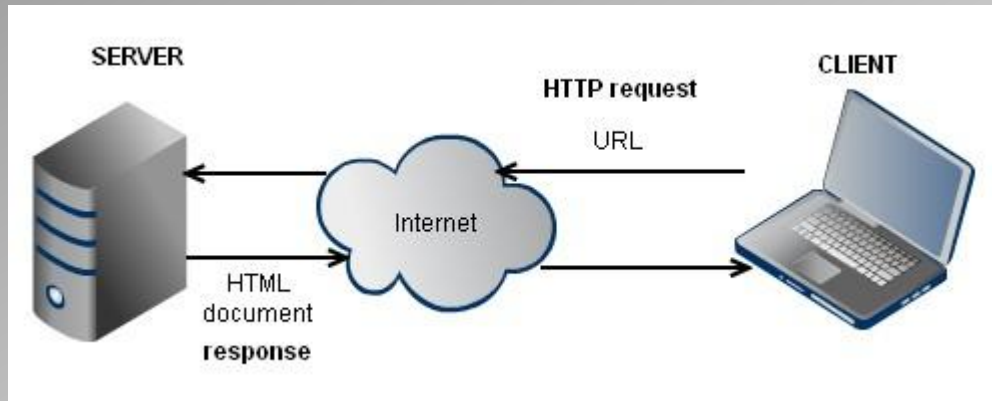 SERVER
CLIENT
HTTP request
URL
Internet
HTML
document
response